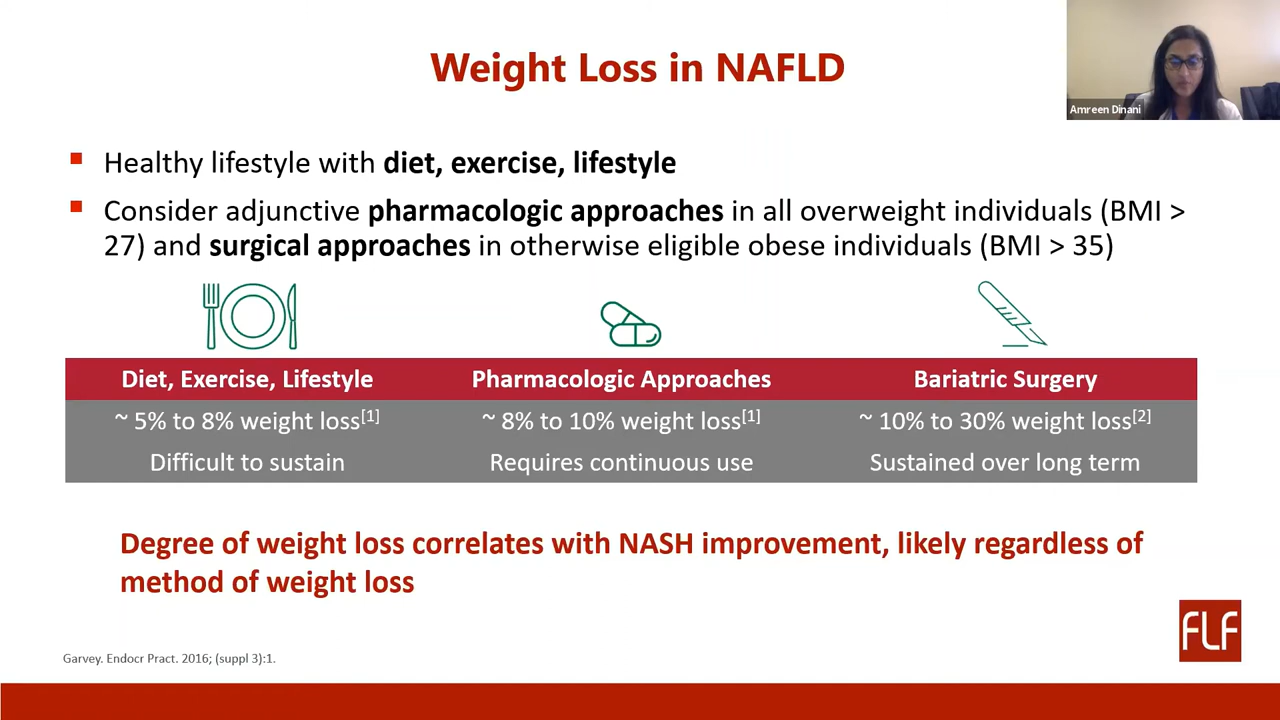 Weight Loss in NAFLD
Amreen Dinani
Healthy lifestyle with diet, exercise, lifestyle
Consider adjunctive pharmacologic approaches in all overweight individuals (BMI >
27) and surgical approaches in otherwise eligible obese individuals (BMI > 35)
Diet, Exercise, Lifestyle
Pharmacologic Approaches
Bariatric Surgery
~ 5% to 8% weight loss[1]
~ 8% to 10% weight loss[1]
~ 10% to 30% weight loss[2]
Difficult to sustain
Requires continuous use
Sustained over long term
Degree of weight loss correlates with NASH improvement, likely regardless of
method of weight loss
FLF
Garvey. Endocr Pract. 2016; (suppl 3):1.